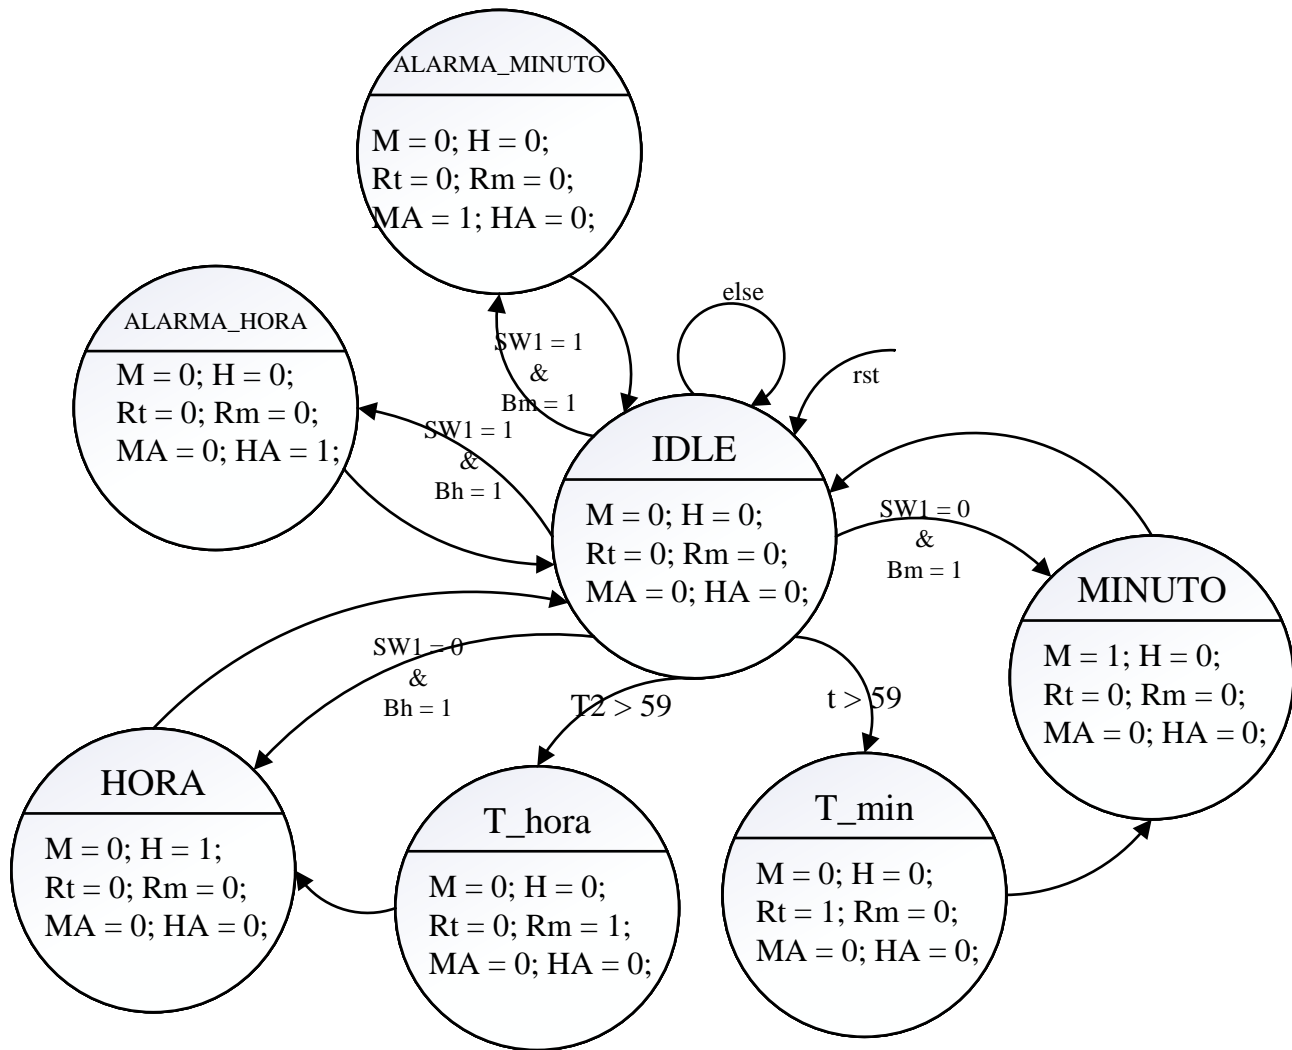 ALARMA_MINUTO
M = 0; H = 0;
Rt = 0; Rm = 0;
MA = 1; HA = 0;
else
rst
ALARMA_HORA
M = 0; H = 0;
Rt = 0; Rm = 0;
MA = 0; HA = 1;
SW1 = 1
&
Bm = 1
SW1 = 1
&
Bh = 1
IDLE
M = 0; H = 0;
Rt = 0; Rm = 0;
MA = 0; HA = 0;
SW1 = 0
&
Bm = 1
MINUTO
M = 1; H = 0;
Rt = 0; Rm = 0;
MA = 0; HA = 0;
SW1 = 0
&
Bh = 1
T2 > 59
t > 59
HORA
M = 0; H = 1;
Rt = 0; Rm = 0;
MA = 0; HA = 0;
T_hora
M = 0; H = 0;
Rt = 0; Rm = 1;
MA = 0; HA = 0;
T_min
M = 0; H = 0;
Rt = 1; Rm = 0;
MA = 0; HA = 0;